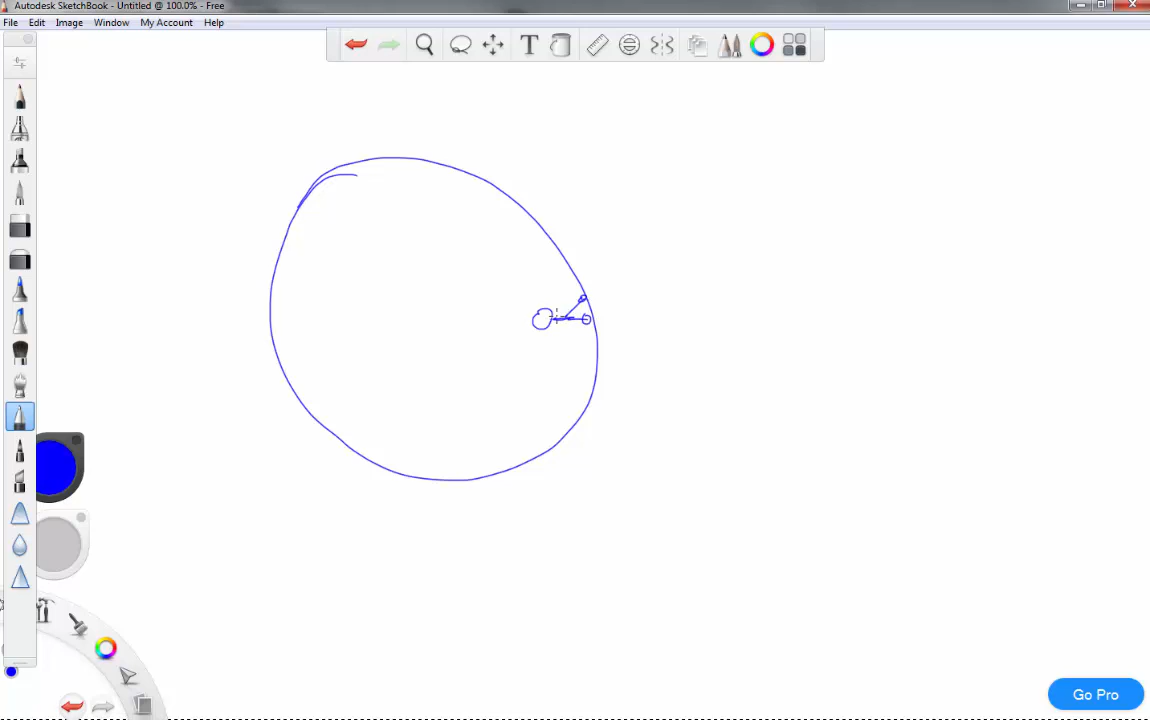 Autodesk SketchBook - Untitled @ 100.0% - Free
File Edit Image Window My Account Help
T
Go Pro